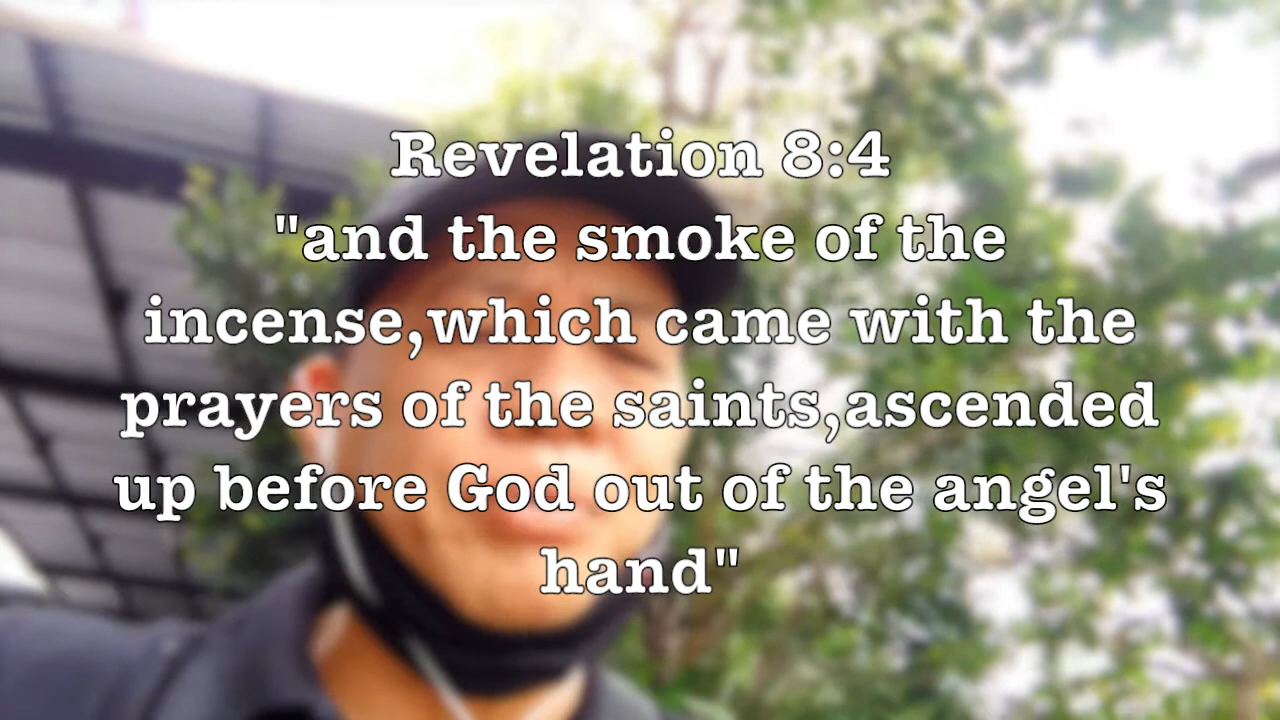 Revelation 8:4
"and the smoke of the
incense,which came with the
prayers of the saints,ascended
up before God out of the angel's
hand"